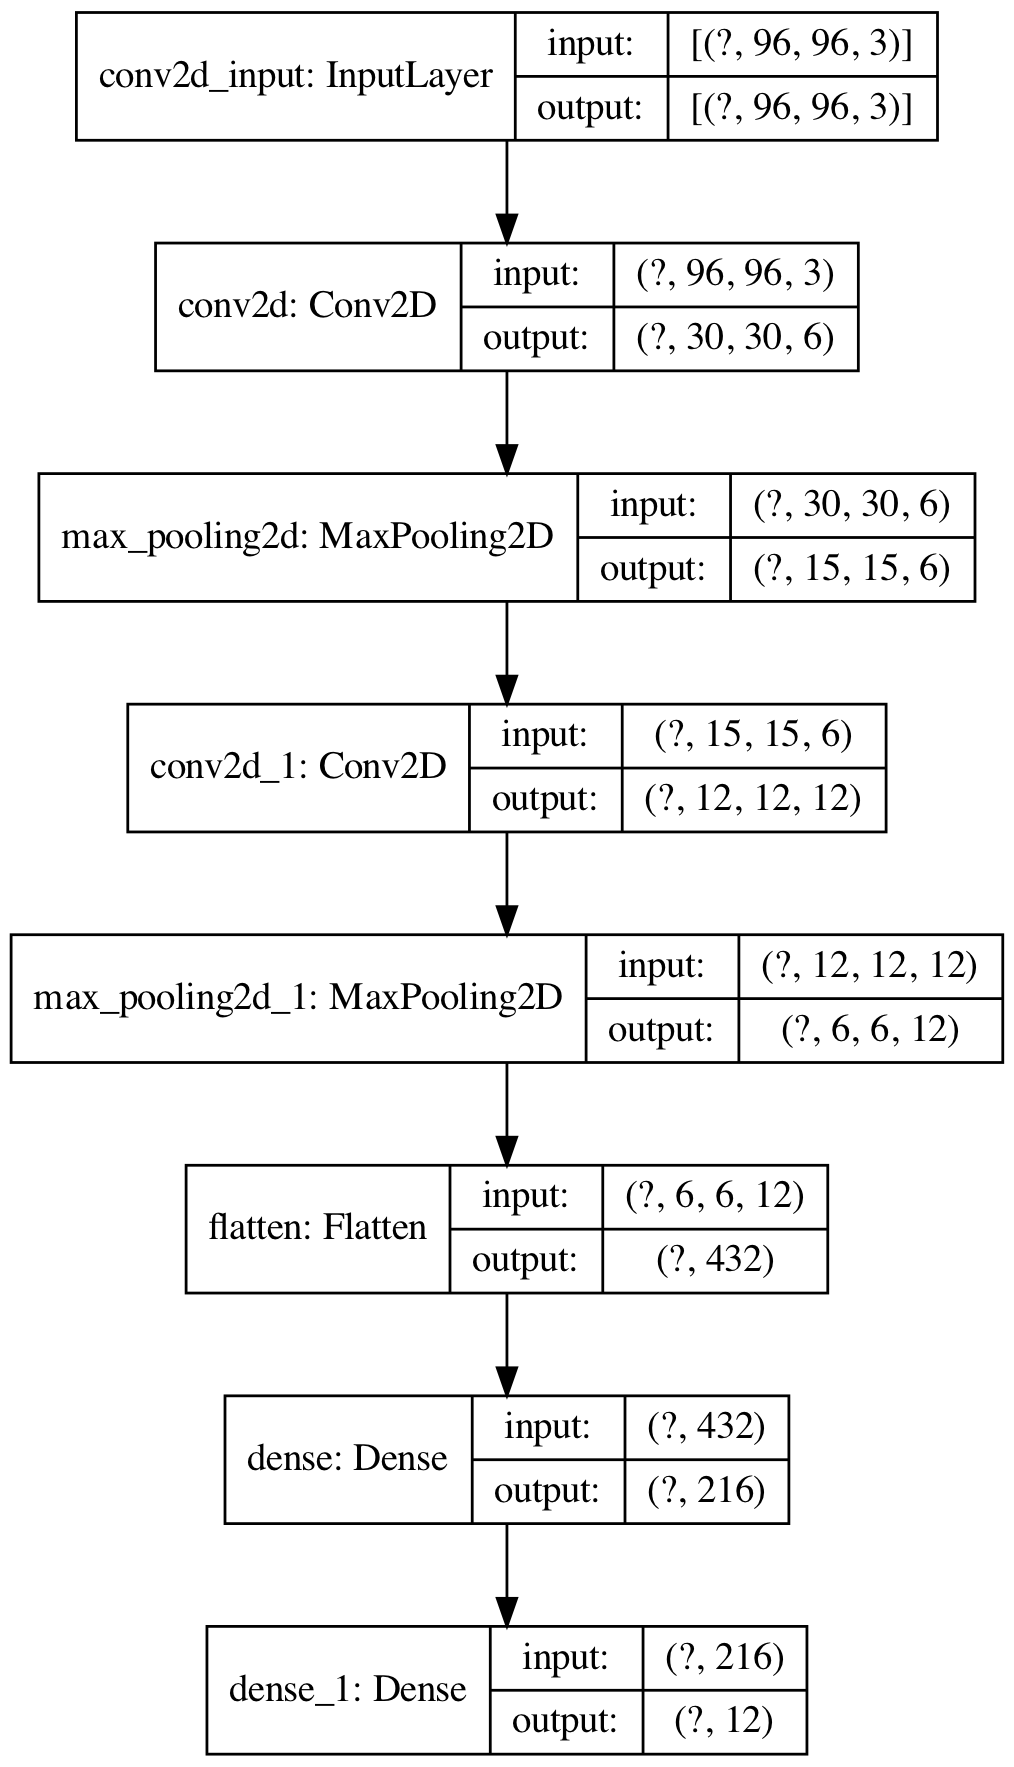 conv2d_input: InputLayer
input: [(?, 96, 96, 3)]
output: [(?, 96, 96, 3)]
conv2d: Conv2D
input: (?, 96, 96, 3)
output: (?, 30, 30, 6)
max_pooling2d: MaxPooling2D
input: (?, 30, 30, 6)
output: (?, 15, 15, 6)
conv2d_1: Conv2D
input: (?, 15, 15, 6)
output: (?, 12, 12, 12)
max_pooling2d_1: MaxPooling2D
input: (?, 12, 12, 12)
output: (?, 6, 6, 12)
flatten: Flatten
input: (?, 6, 6, 12)
output: (?, 432)
dense: Dense
input: (?, 432)
output: (?, 216)
dense_1: Dense
input: (?, 216)
output: (?, 12)